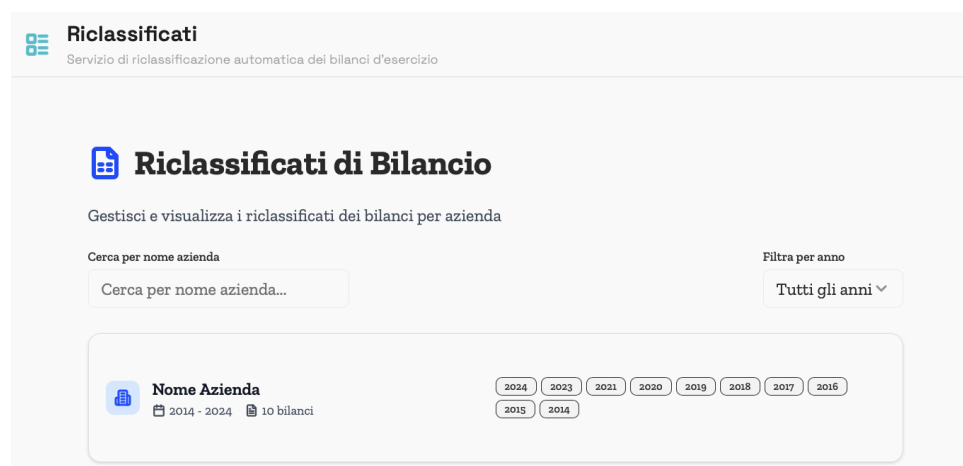 Riclassificati
Servizio di riclassificazione automatica dei bilanci d'esercizio
Riclassificati di Bilancio
Gestisci e visualizza i riclassificati dei bilanci per azienda
Cerca per nome azienda
Filtra per anno
Cerca per nome azienda...
Tutti gli anni
Nome Azienda
2014 - 2024 10 bilanci
2024 2023 2021 2020 2019 2018 2017 2016
2015 2014